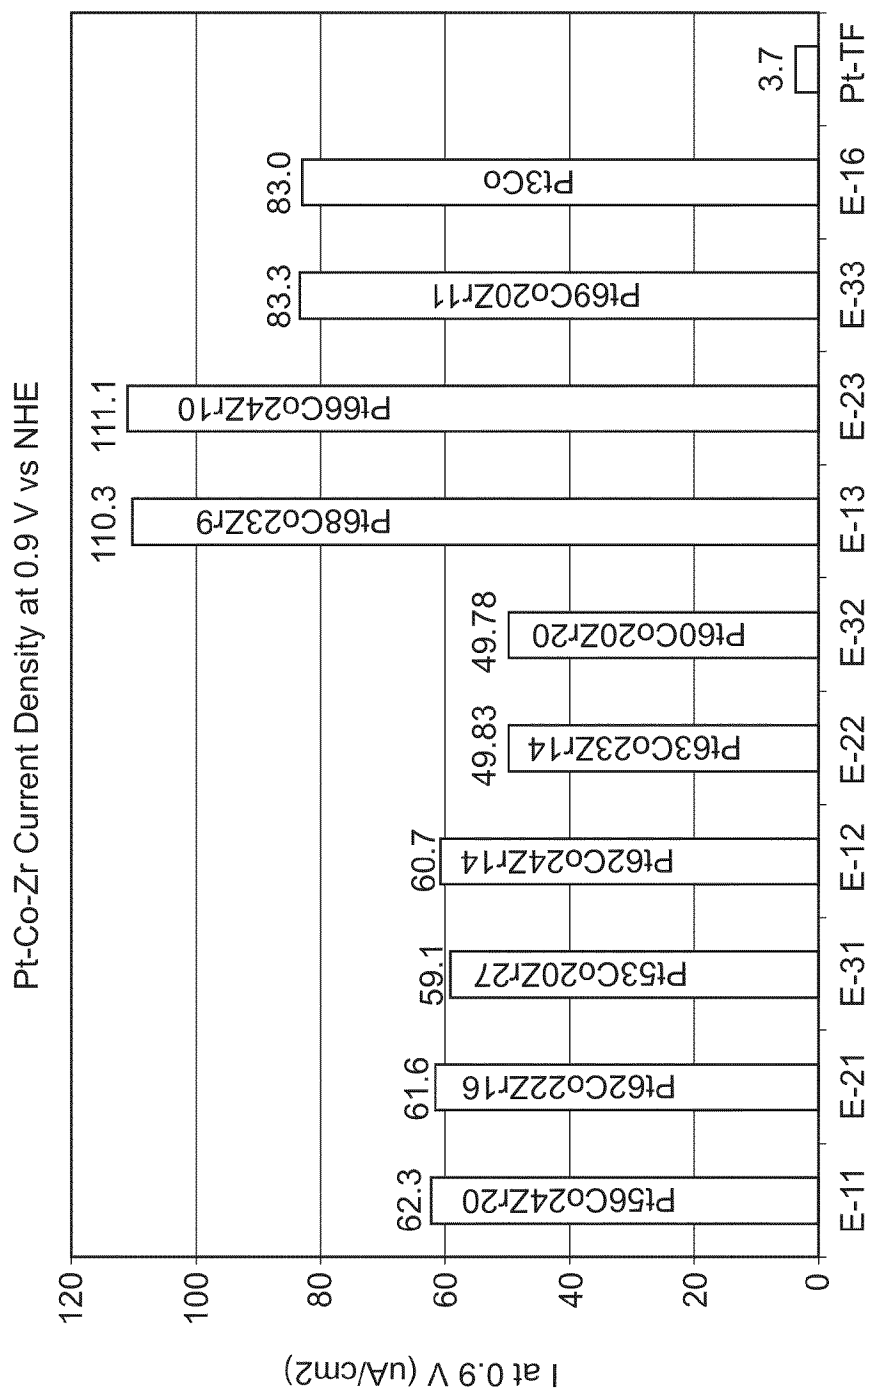 Pt-Co-Zr Current Density at 0.9 V vs NHE
I at 0.9 V (uA/cm2)
120
100
80
60
40
20
0
62.3
61.6
59.1
60.7
49.83
49.78
110.3
111.1
83.3
83.0
3.7
Pt56Co24Zr20
Pt62Co22Zr16
Pt53Co20Zr27
Pt62Co24Zr14
Pt63Co23Zr14
Pt60Co20Zr20
Pt68Co23Zr9
Pt66Co24Zr10
Pt69Co20Zr11
Pt3Co
E-11
E-21
E-31
E-12
E-22
E-32
E-13
E-23
E-33
E-16
Pt-TF